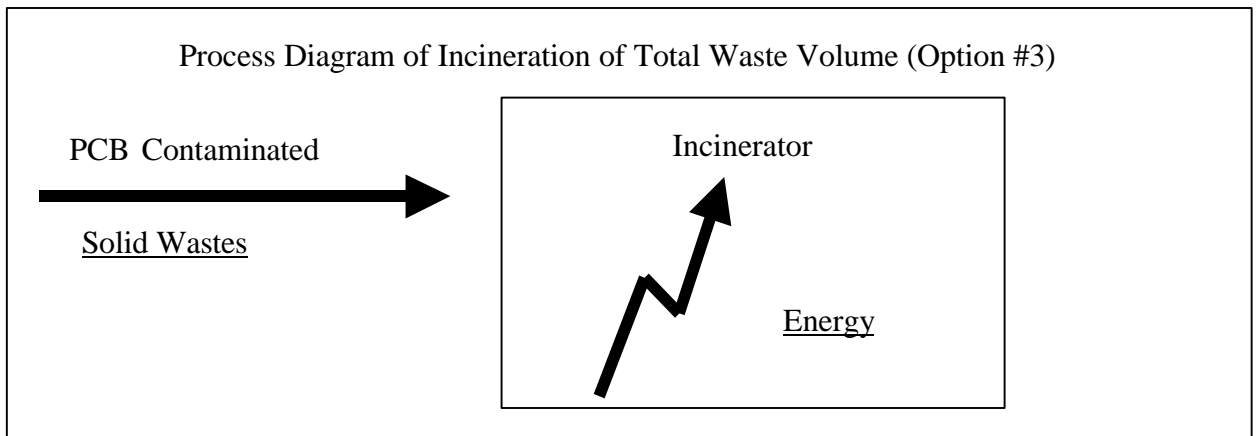 Process Diagram of Incineration of Total Waste Volume (Option #3)
PCB Contaminated
Solid Wastes
Incinerator
Energy